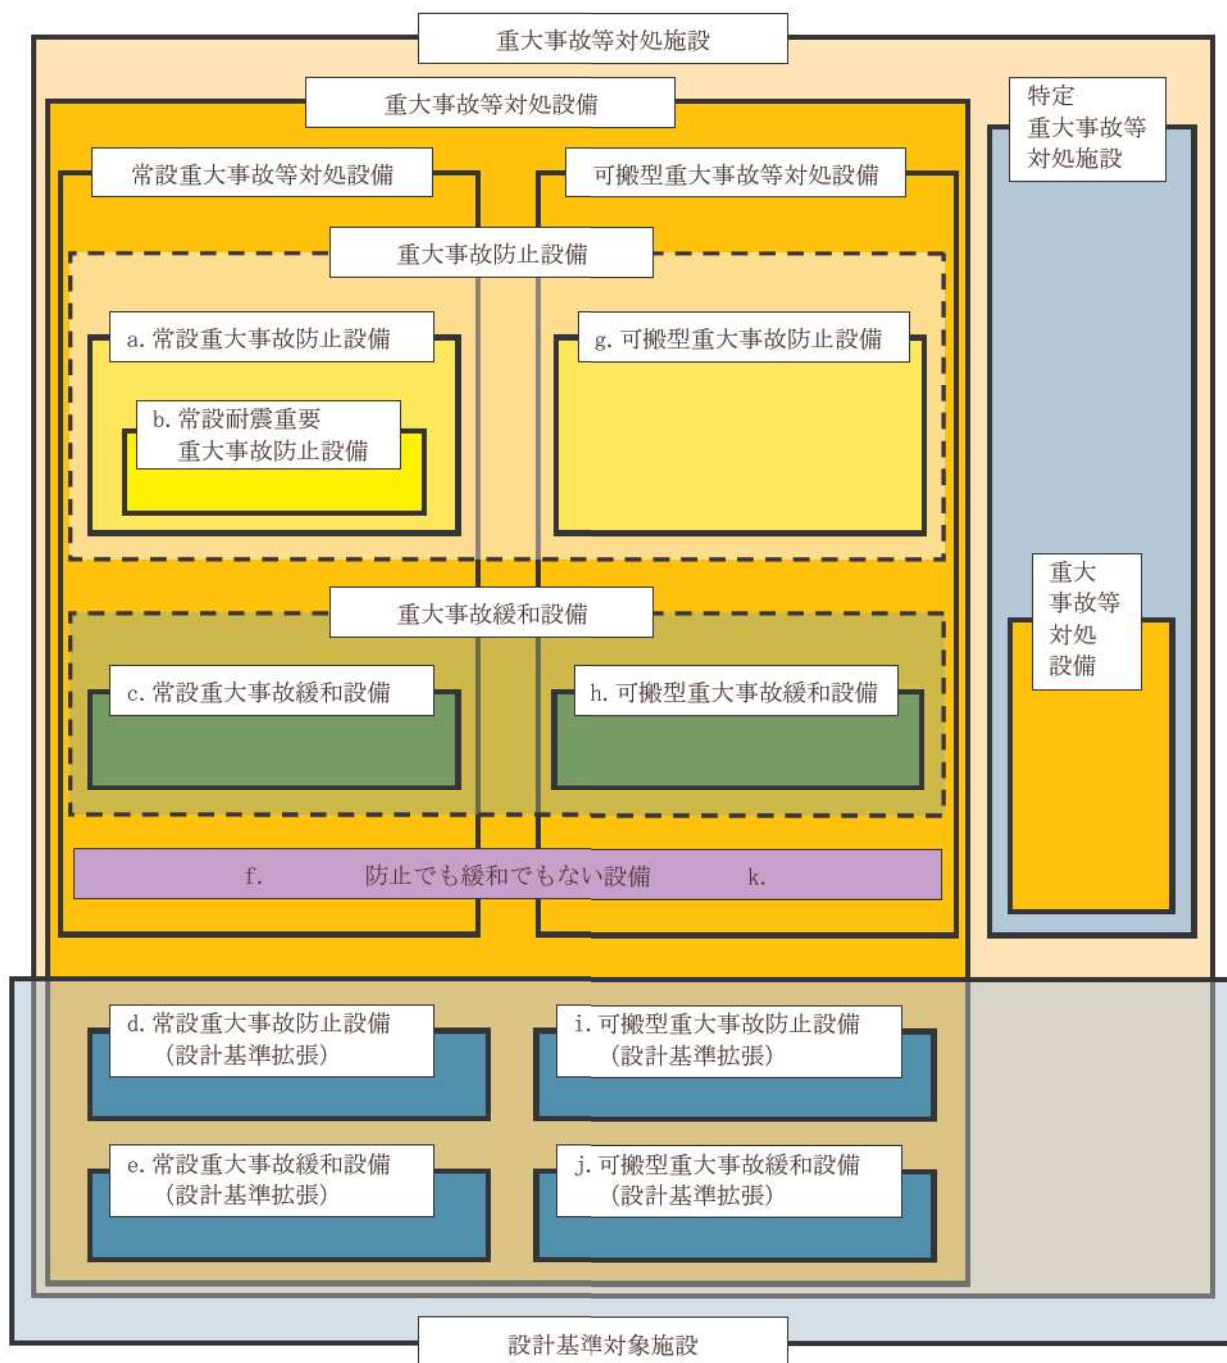 重大事故等対処施設
重大事故等対処設備
特定
重大事故等
対処施設
常設重大事故等対処設備
可搬型重大事故等対処設備
重大事故防止設備
a. 常設重大事故防止設備
g. 可搬型重大事故防止設備
b. 常設耐震重要
重大事故防止設備
重大事故緩和設備
重大
事故等
対処
設備
c. 常設重大事故緩和設備
h. 可搬型重大事故緩和設備
f. 防止でも緩和でもない設備 k.
d. 常設重大事故防止設備
(設計基準拡張)
i. 可搬型重大事故防止設備
(設計基準拡張)
e. 常設重大事故緩和設備
(設計基準拡張)
j. 可搬型重大事故緩和設備
(設計基準拡張)
設計基準対象施設